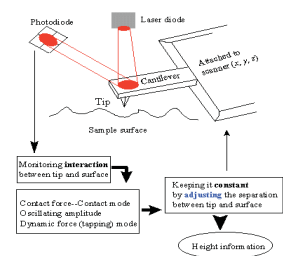 Laser diode
Photodiode
Attached to
scanner (x, y, z)
Cantilever
Tip
Sample surface
Monitoring interaction
between tip and surface
Keeping it constant
by adjusting the separation
between tip and surface
Contact force--Contact mode
Oscillating amplitude
Dynamic force (tapping) mode
Height information